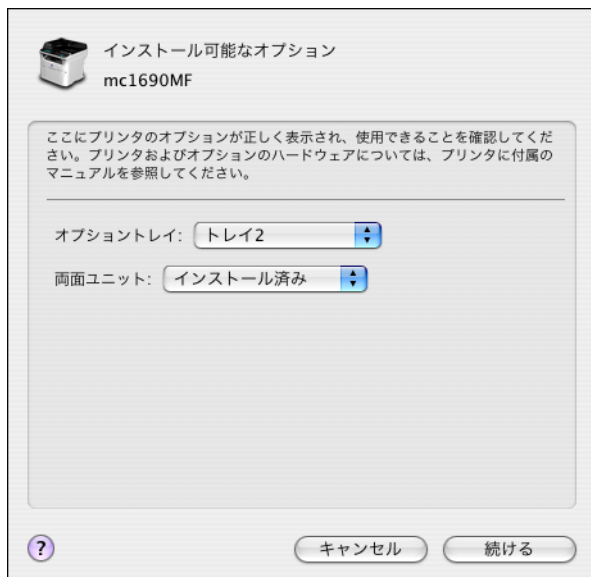 インストール可能なオプション
mc1690MF
ここにプリンタのオプションが正しく表示され、使用できることを確認してくだ
さい。プリンタおよびオプションのハードウェアについては、プリンタに付属の
マニュアルを参照してください。
オプショントレイ: トレイ2
両面ユニット: インストール済み
? キャンセル 続ける